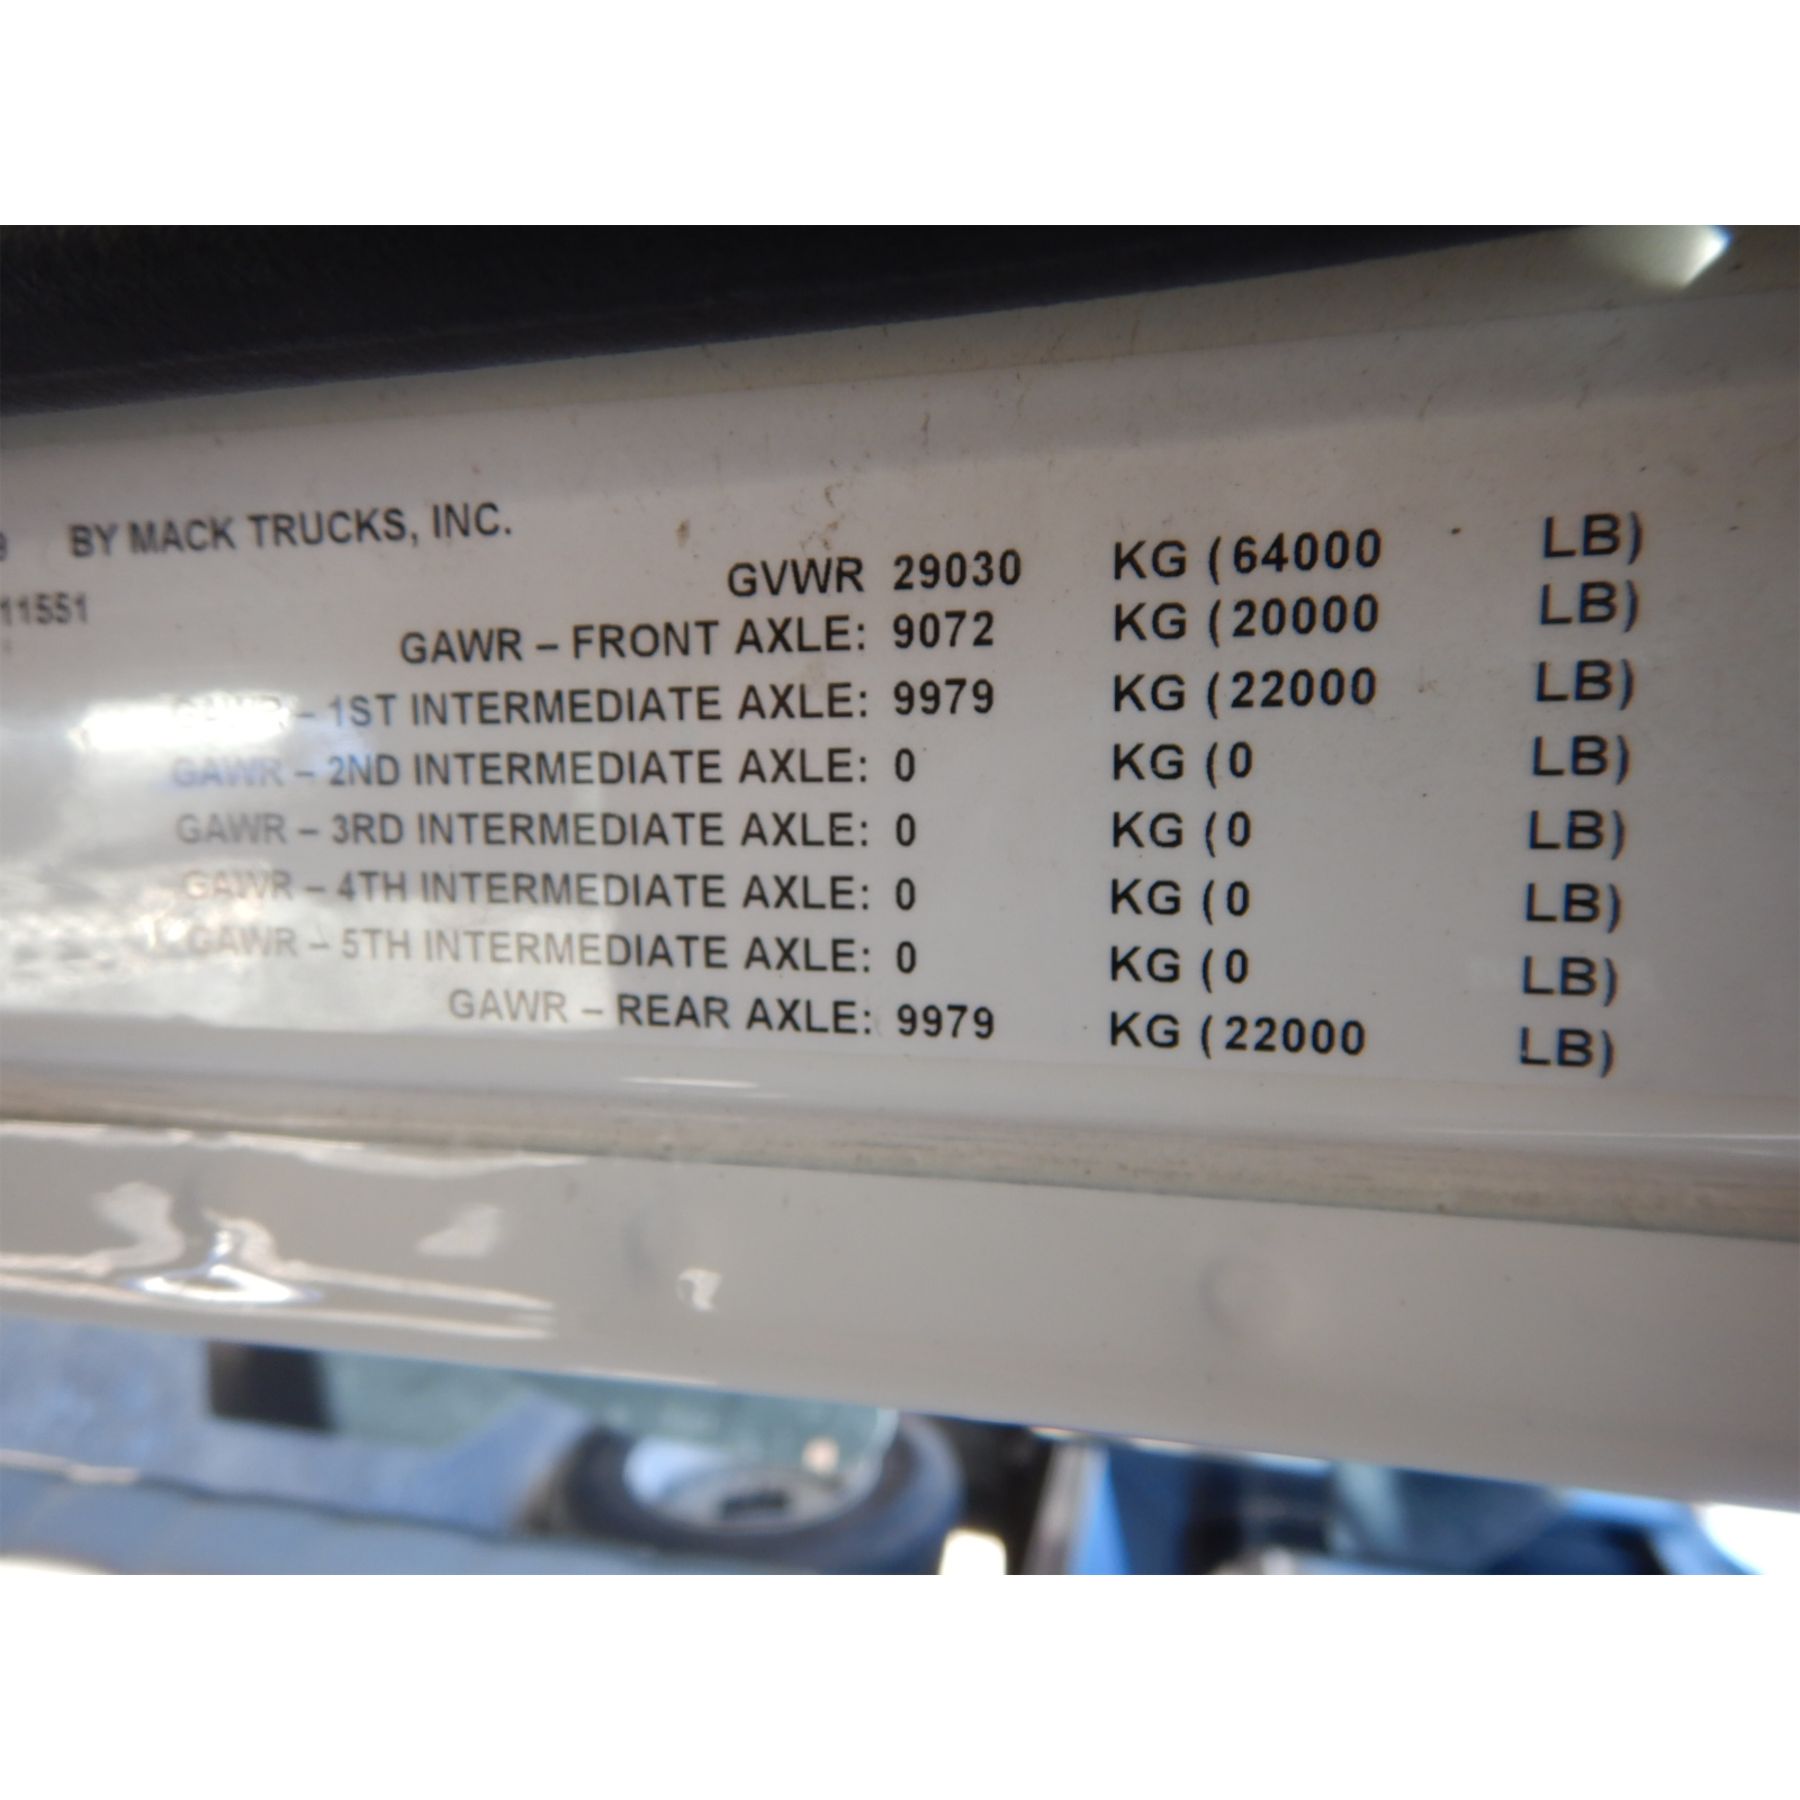 9 BY MACK TRUCKS, INC.
11551
GVWR 29030 KG (64000 LB)
GAWR – FRONT AXLE: 9072 KG (20000 LB)
GAWR – 1ST INTERMEDIATE AXLE: 9979 KG (22000 LB)
GAWR – 2ND INTERMEDIATE AXLE: 0 KG (0 LB)
GAWR – 3RD INTERMEDIATE AXLE: 0 KG (0 LB)
GAWR – 4TH INTERMEDIATE AXLE: 0 KG (0 LB)
GAWR – 5TH INTERMEDIATE AXLE: 0 KG (0 LB)
GAWR – REAR AXLE: 9979 KG (22000 LB)